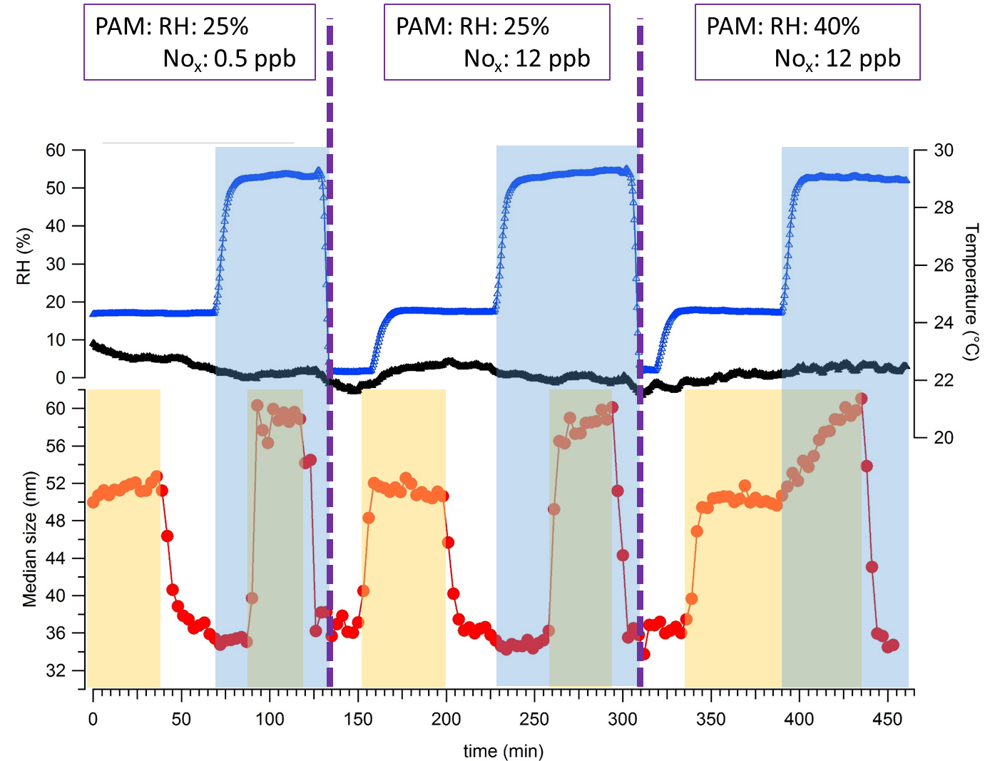 PAM: RH: 25%
Noₓ: 0.5 ppb
PAM: RH: 25%
Noₓ: 12 ppb
PAM: RH: 40%
Noₓ: 12 ppb
60
50
40
30
20
10
0
RH (%)
30
28
26
24
22
20
Temperature (°C)
60
56
52
48
44
40
36
32
Median size (nm)
0 50 100 150 200 250 300 350 400 450
time (min)